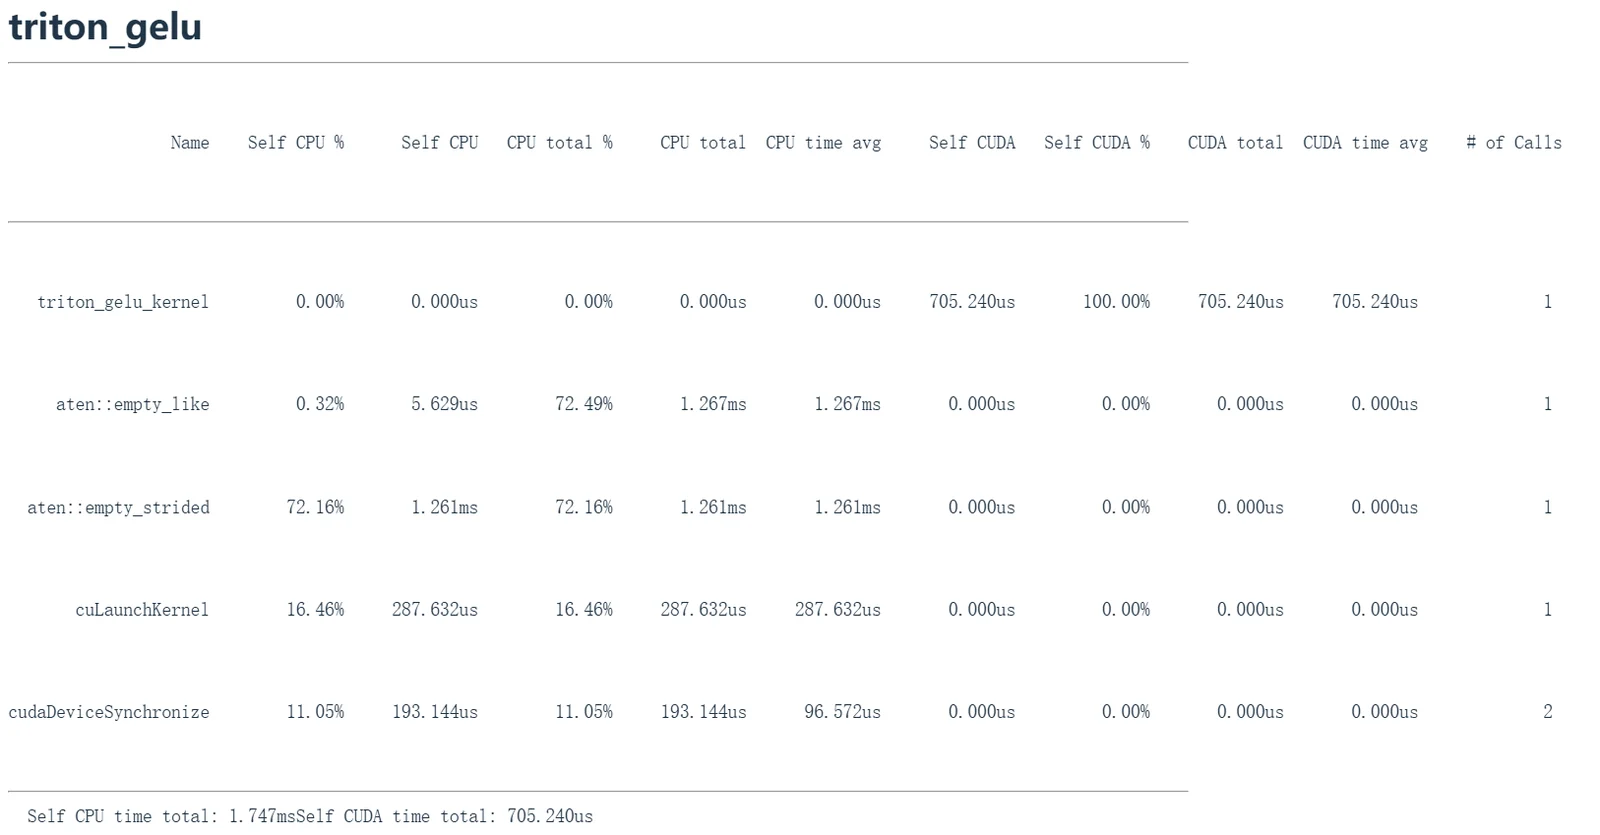 triton_gelu
Name Self CPU % Self CPU CPU total % CPU total CPU time avg Self CUDA Self CUDA % CUDA total CUDA time avg # of Calls
triton_gelu_kernel 0.00% 0.000us 0.00% 0.000us 0.000us 705.240us 100.00% 705.240us 705.240us 1
aten::empty_like 0.32% 5.629us 72.49% 1.267ms 1.267ms 0.000us 0.00% 0.000us 0.000us 1
aten::empty_strided 72.16% 1.261ms 72.16% 1.261ms 1.261ms 0.000us 0.00% 0.000us 0.000us 1
cuLaunchKernel 16.46% 287.632us 16.46% 287.632us 287.632us 0.000us 0.00% 0.000us 0.000us 1
cudaDeviceSynchronize 11.05% 193.144us 11.05% 193.144us 96.572us 0.000us 0.00% 0.000us 0.000us 2
Self CPU time total: 1.747msSelf CUDA time total: 705.240us